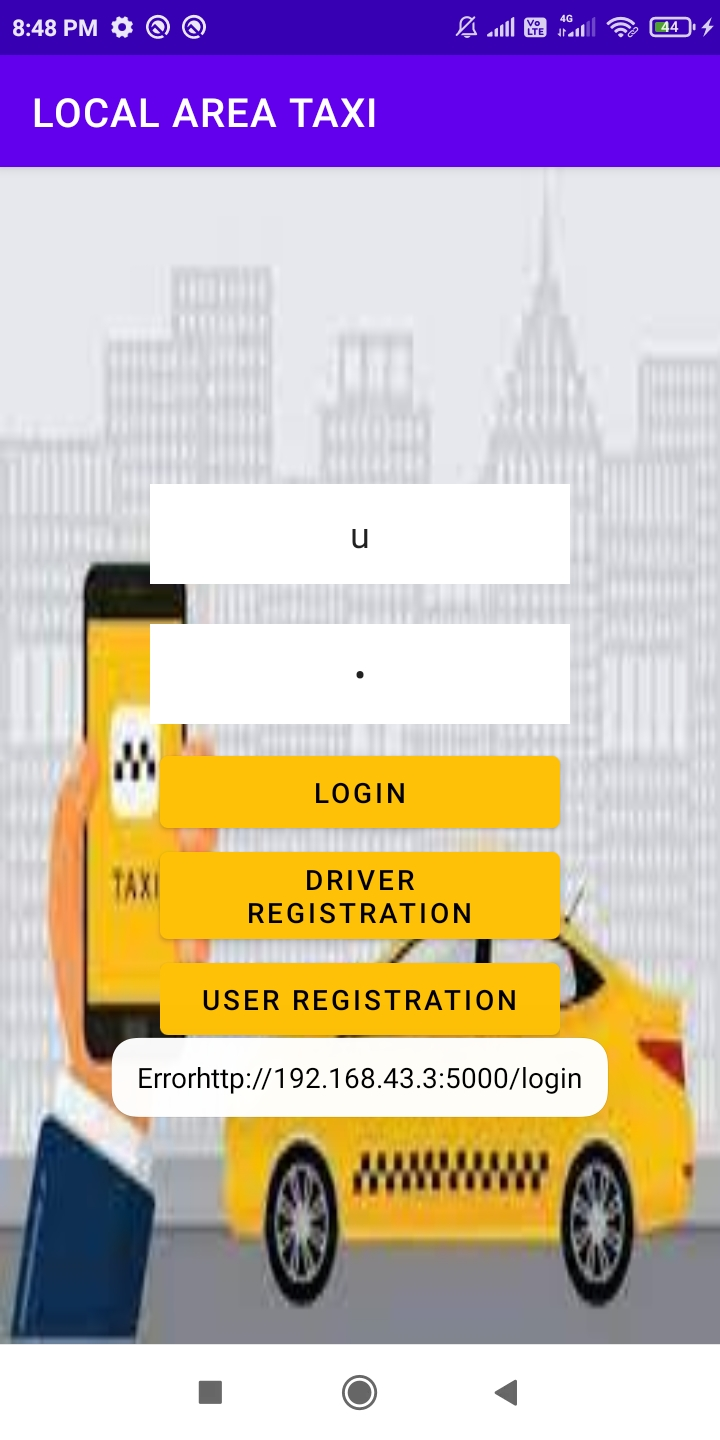 8:48 PM
Vo LTE
4G
44
LOCAL AREA TAXI
u
LOGIN
TAXI
DRIVER
REGISTRATION
USER REGISTRATION
Errorhttp://192.168.43.3:5000/login